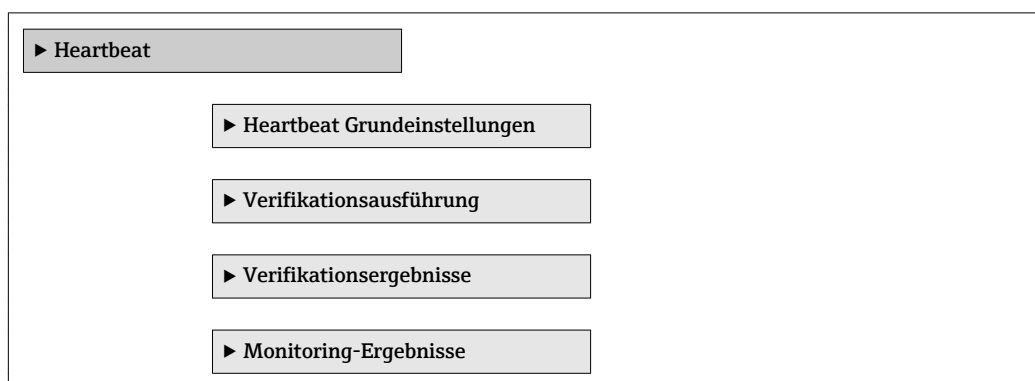 ▶ Heartbeat
▶ Heartbeat Grundeinstellungen
▶ Verifikationsausführung
▶ Verifikationsergebnisse
▶ Monitoring-Ergebnisse